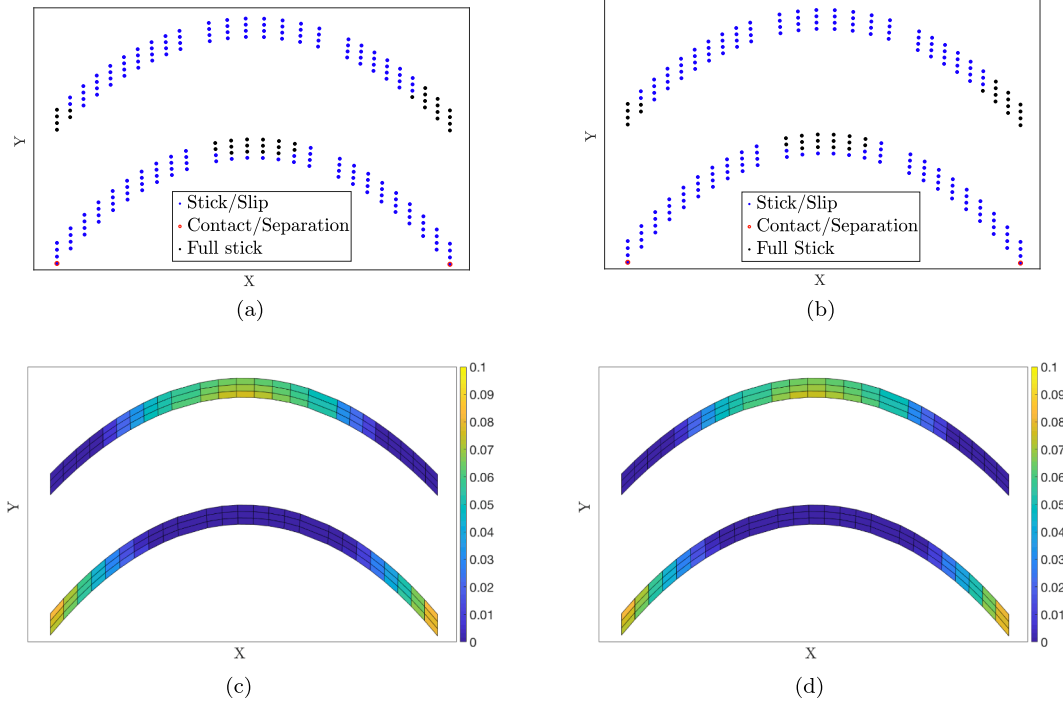 Y
Stick/Slip
Contact/Separation
Full stick
X
(a)
Y
Stick/Slip
Contact/Separation
Full Stick
X
(b)
Y
0.1
0.09
0.08
0.07
0.06
0.05
0.04
0.03
0.02
0.01
0
X
(c)
Y
0.1
0.09
0.08
0.07
0.06
0.05
0.04
0.03
0.02
0.01
0
X
(d)